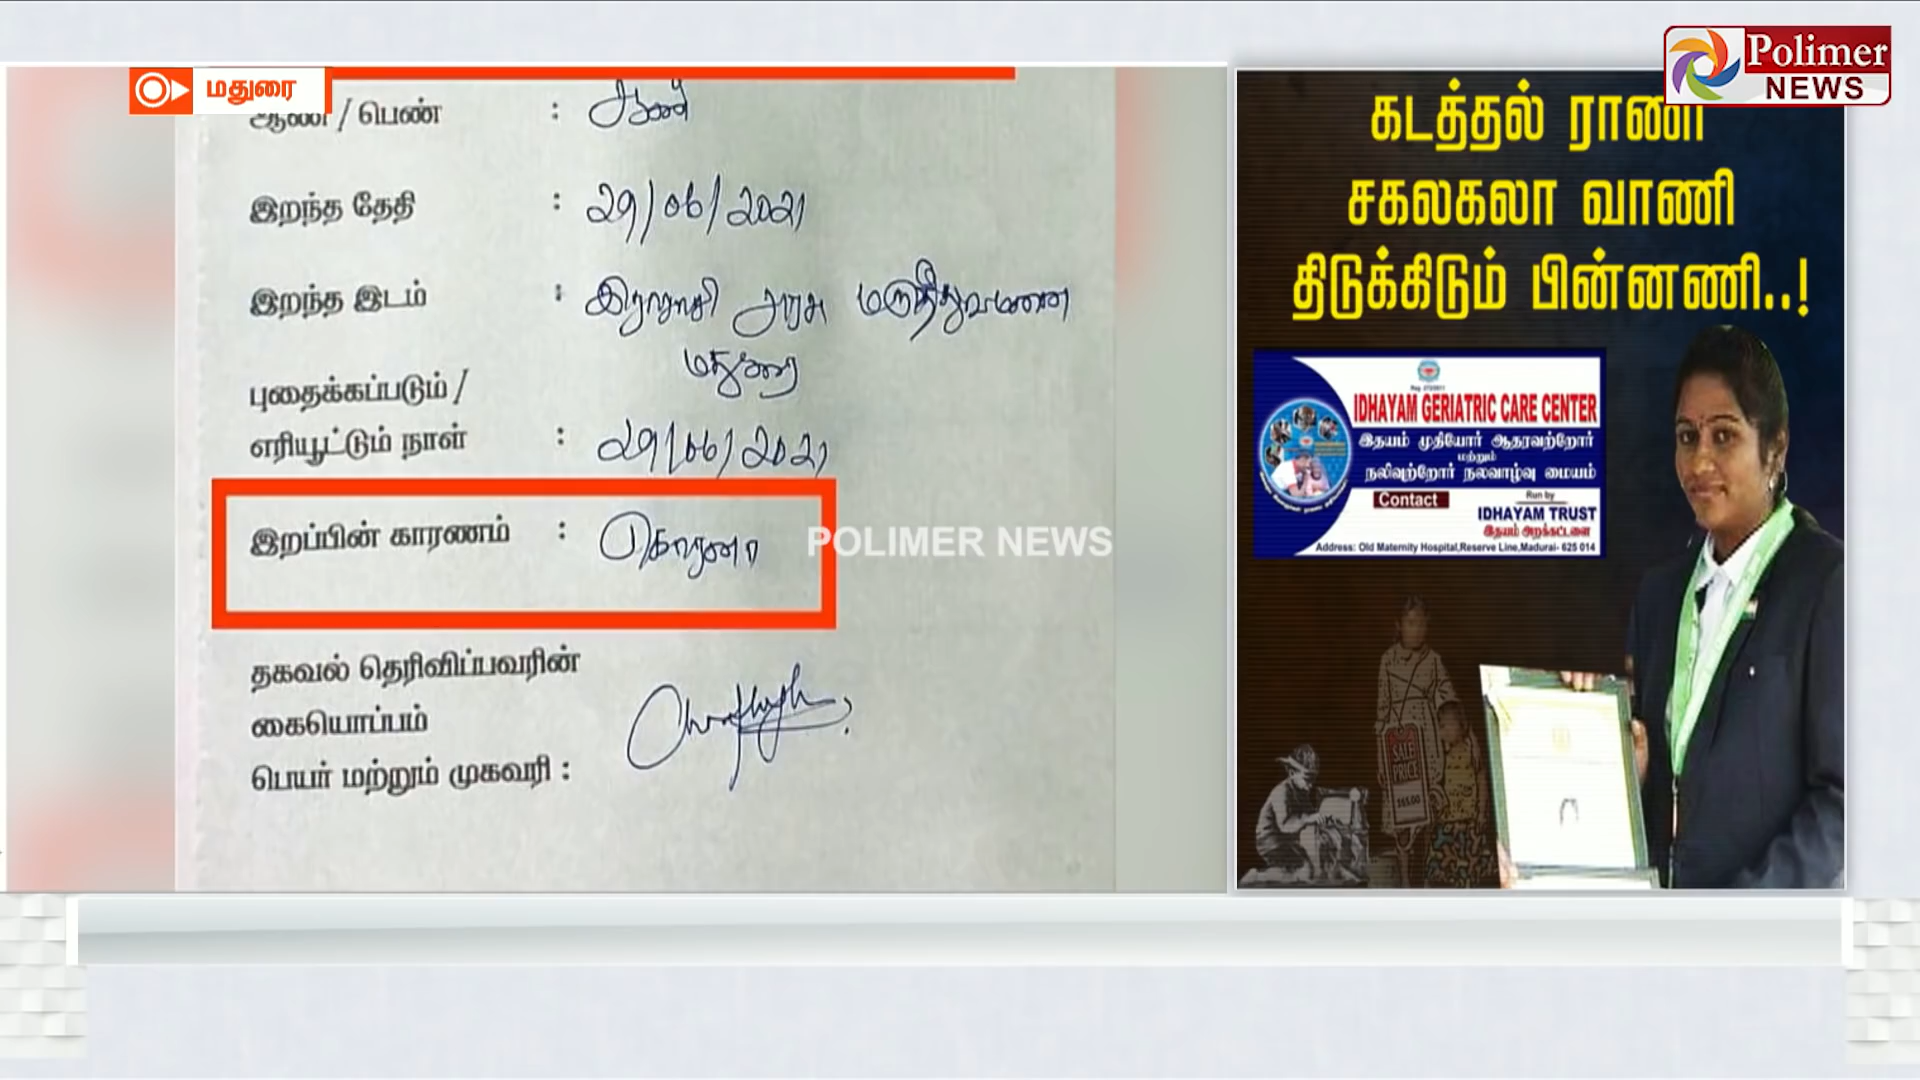 Polimer
NEWS
மதுரை
ஆண் / பெண் : ஆண்
இறந்த தேதி : 29/06/2021
இறந்த இடம் : இராசாசி அரசு மருத்துவமனை
மதுரை
புதைக்கப்படும் /
எரியூட்டும் நாள் : 29/06/2021
இறப்பின் காரணம் : கொரனா
POLIMER NEWS
தகவல் தெரிவிப்பவரின்
கையொப்பம்
பெயர் மற்றும் முகவரி :
கடத்தல் ராணி
சகலகலா வாணி
திடுக்கிடும் பின்னணி..!
IDHAYAM GERIATRIC CARE CENTER
இதயம் முதியோர் ஆதரவற்றோர்
மற்றும்
நலிவுற்றோர் நலவாழ்வு மையம்
Contact
Run by
IDHAYAM TRUST
இதயம் அறக்கட்டளை
Address: Old Maternity Hospital,Reserve Line,Madurai- 625 014
SALE
PRICE